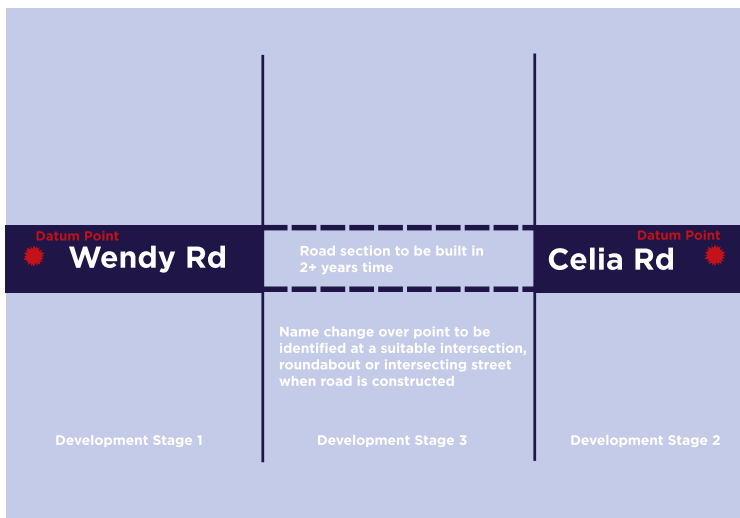 Datum Point
Wendy Rd
Road section to be built in
2+ years time
Datum Point
Celia Rd
Name change over point to be
identified at a suitable intersection,
roundabout or intersecting street
when road is constructed
Development Stage 1
Development Stage 3
Development Stage 2